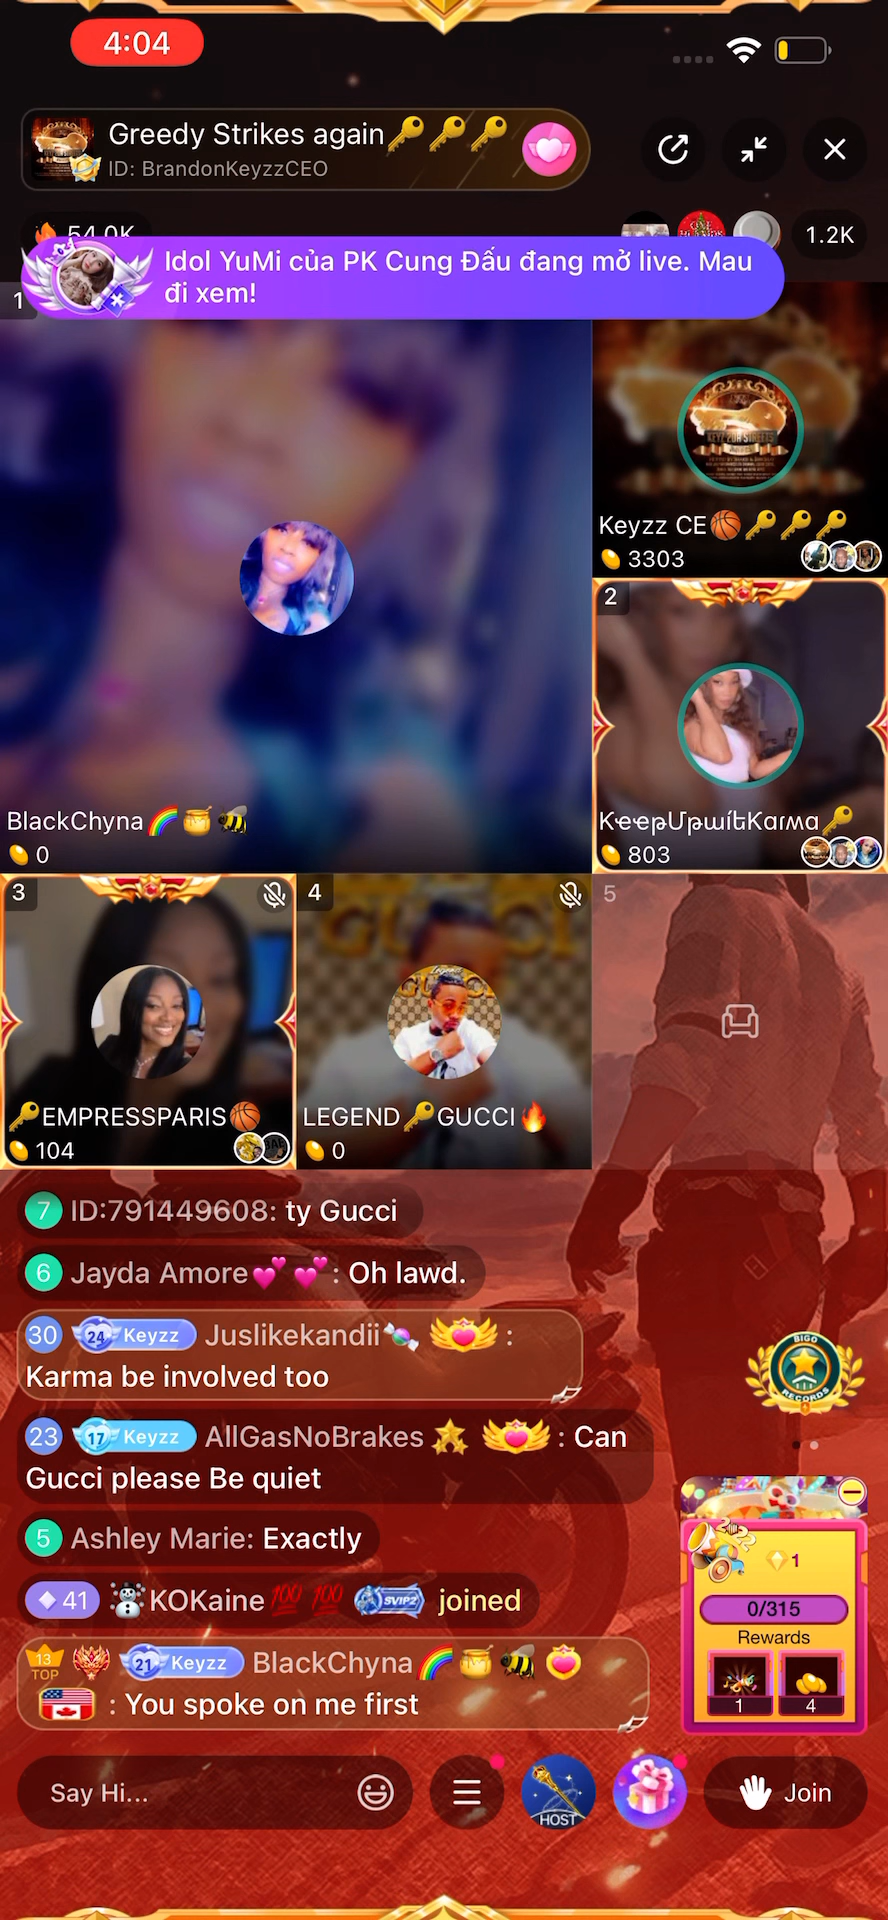 4:04
Greedy Strikes again🔑🔑🔑
ID: BrandonKeyzzCEO
54.0K
1.2K
Idol YuMi của PK Cung Đấu đang mở live. Mau
đi xem!
1
Keyzz CE🏀🔑🔑🔑
3303
2
BlackChyna🌈🍯🐝
0
KҽҽթՄթաítҍKαɾʍα🔑
803
3
4
5
🔑EMPRESSPARIS🏀
104
LEGEND🔑GUCCI🔥
0
7 ID:791449608: ty Gucci
6 Jayda Amore💕💕: Oh lawd.
30 24 Keyzz Juslikekandii🍬 :
Karma be involved too
BIGO
RECORDS
23 17 Keyzz AllGasNoBrakes : Can
Gucci please Be quiet
5 Ashley Marie: Exactly
41 ☃KOKaine💯💯 SVIP2 joined
13 TOP 21 Keyzz BlackChyna🌈🍯🐝
: You spoke on me first
2022
1
0/315
Rewards
1 4
Say Hi...
HOST
Join